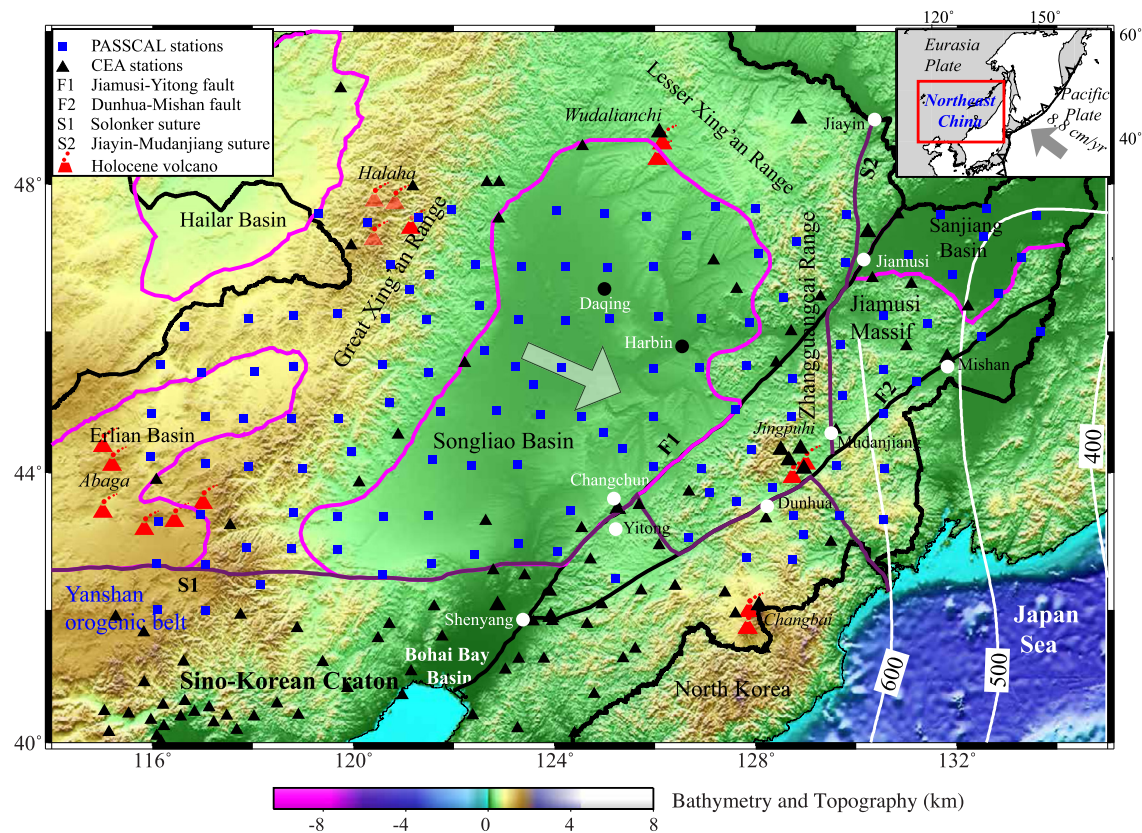 PASSCAL stations
CEA stations
F1 Jiamusi-Yitong fault
F2 Dunhua-Mishan fault
S1 Solonker suture
S2 Jiayin-Mudanjiang suture
Holocene volcano
120°
150°
60°
40°
Eurasia
Plate
Northeast
China
Pacific
Plate
8.8 cm/yr
Lesser Xing'an Range
Wudalianchi
Jiayin
S2
Halaha
48°
Hailar Basin
Great Xing'an Range
Zhangguangcai Range
Sanjiang
Basin
Jiamusi
Daqing
Jiamusi
Massif
Harbin
Mishan
F2
Erlian Basin
Songliao Basin
F1
Jingpuhi
Mudanjiang
400
44°
Abaga
Changchun
Dunhua
Yitong
S1
Yanshan
orogenic belt
Shenyang
Changbai
Japan
Sea
Bohai Bay
Basin
Sino-Korean Craton
North Korea
600
500
40°
116°
120°
124°
128°
132°
-8
-4
0
4
8
Bathymetry and Topography (km)